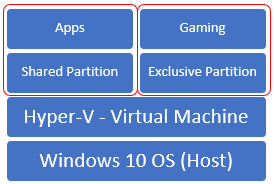 Apps
Gaming
Shared Partition
Exclusive Partition
Hyper-V - Virtual Machine
Windows 10 OS (Host)